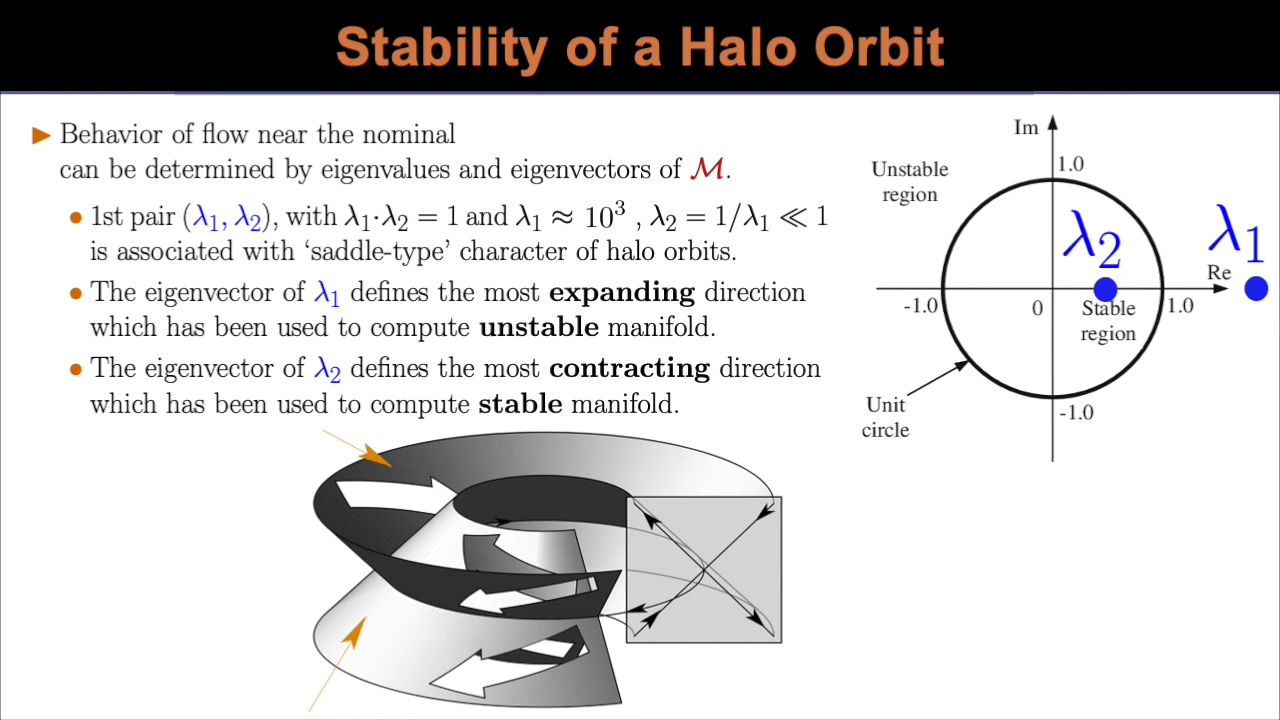 Stability of a Halo Orbit
▶ Behavior of flow near the nominal
can be determined by eigenvalues and eigenvectors of ℳ.
• 1st pair (λ₁, λ₂), with λ₁·λ₂ = 1 and λ₁ ≈ 10³ , λ₂ = 1/λ₁ ≪ 1
is associated with ‘saddle-type’ character of halo orbits.
• The eigenvector of λ₁ defines the most expanding direction
which has been used to compute unstable manifold.
• The eigenvector of λ₂ defines the most contracting direction
which has been used to compute stable manifold.
Im
1.0
Unstable
region
λ₂
λ₁
Re
-1.0
0
Stable
region
1.0
Unit
circle
-1.0